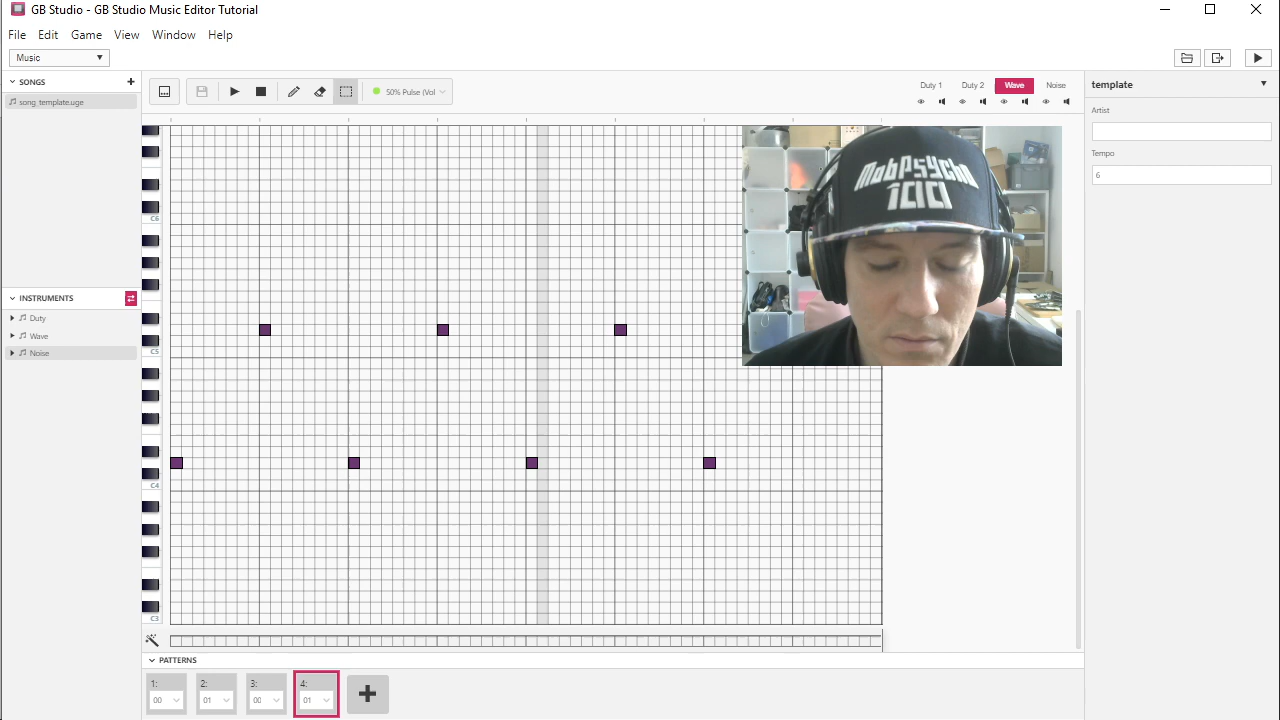 GB Studio - GB Studio Music Editor Tutorial
File Edit Game View Window Help
Music
SONGS
song_template.uge
50% Pulse (Vol
Duty 1 Duty 2 Wave Noise
template
Artist
Tempo
6
MobPsycho
100
C6
C5
C4
C3
INSTRUMENTS
Duty
Wave
Noise
PATTERNS
1: 2: 3: 4:
00 01 00 01